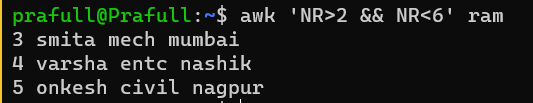 prafull@Prafull:~$ awk 'NR>2 && NR<6' ram
3 smita mech mumbai
4 varsha entc nashik
5 onkesh civil nagpur